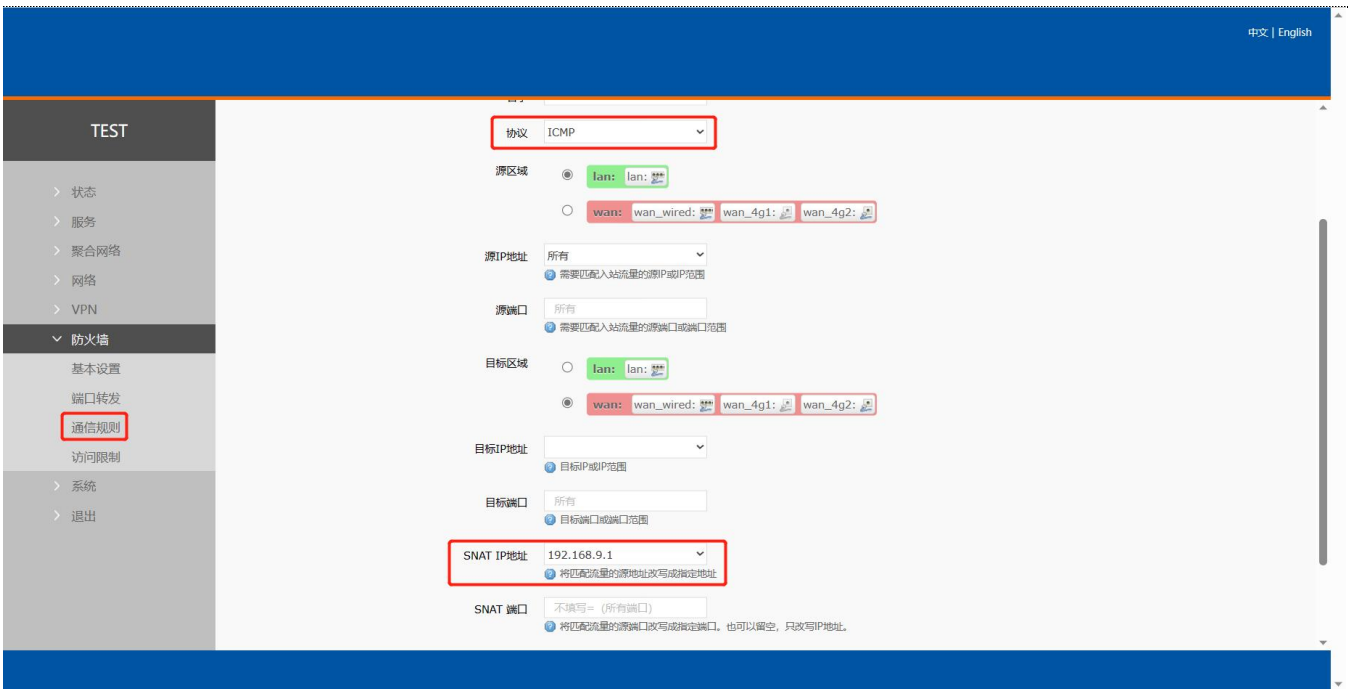 中文 | English
TEST
状态
服务
聚合网络
网络
VPN
防火墙
基本设置
端口转发
通信规则
访问限制
系统
退出
协议 ICMP
源区域 lan: lan:
wan: wan_wired: wan_4g1: wan_4g2:
源IP地址 所有
需要匹配入站流量的源IP或IP范围
源端口 所有
需要匹配入站流量的源端口或端口范围
目标区域 lan: lan:
wan: wan_wired: wan_4g1: wan_4g2:
目标IP地址
目标IP或IP范围
目标端口 所有
目标端口或端口范围
SNAT IP地址 192.168.9.1
将匹配流量的源地址改写成指定地址
SNAT 端口 不填写= (所有端口)
将匹配流量的源端口改写成指定端口。也可以留空，只改写IP地址。